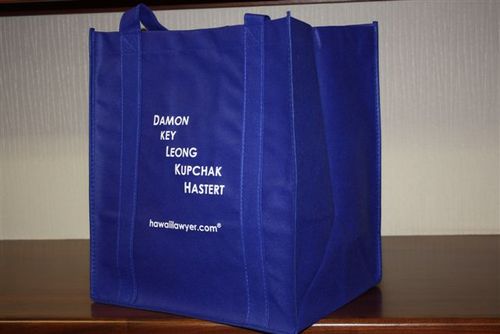 DAMON
KEY
LEONG
KUPCHAK
HASTERT
hawaiilawyer.com®